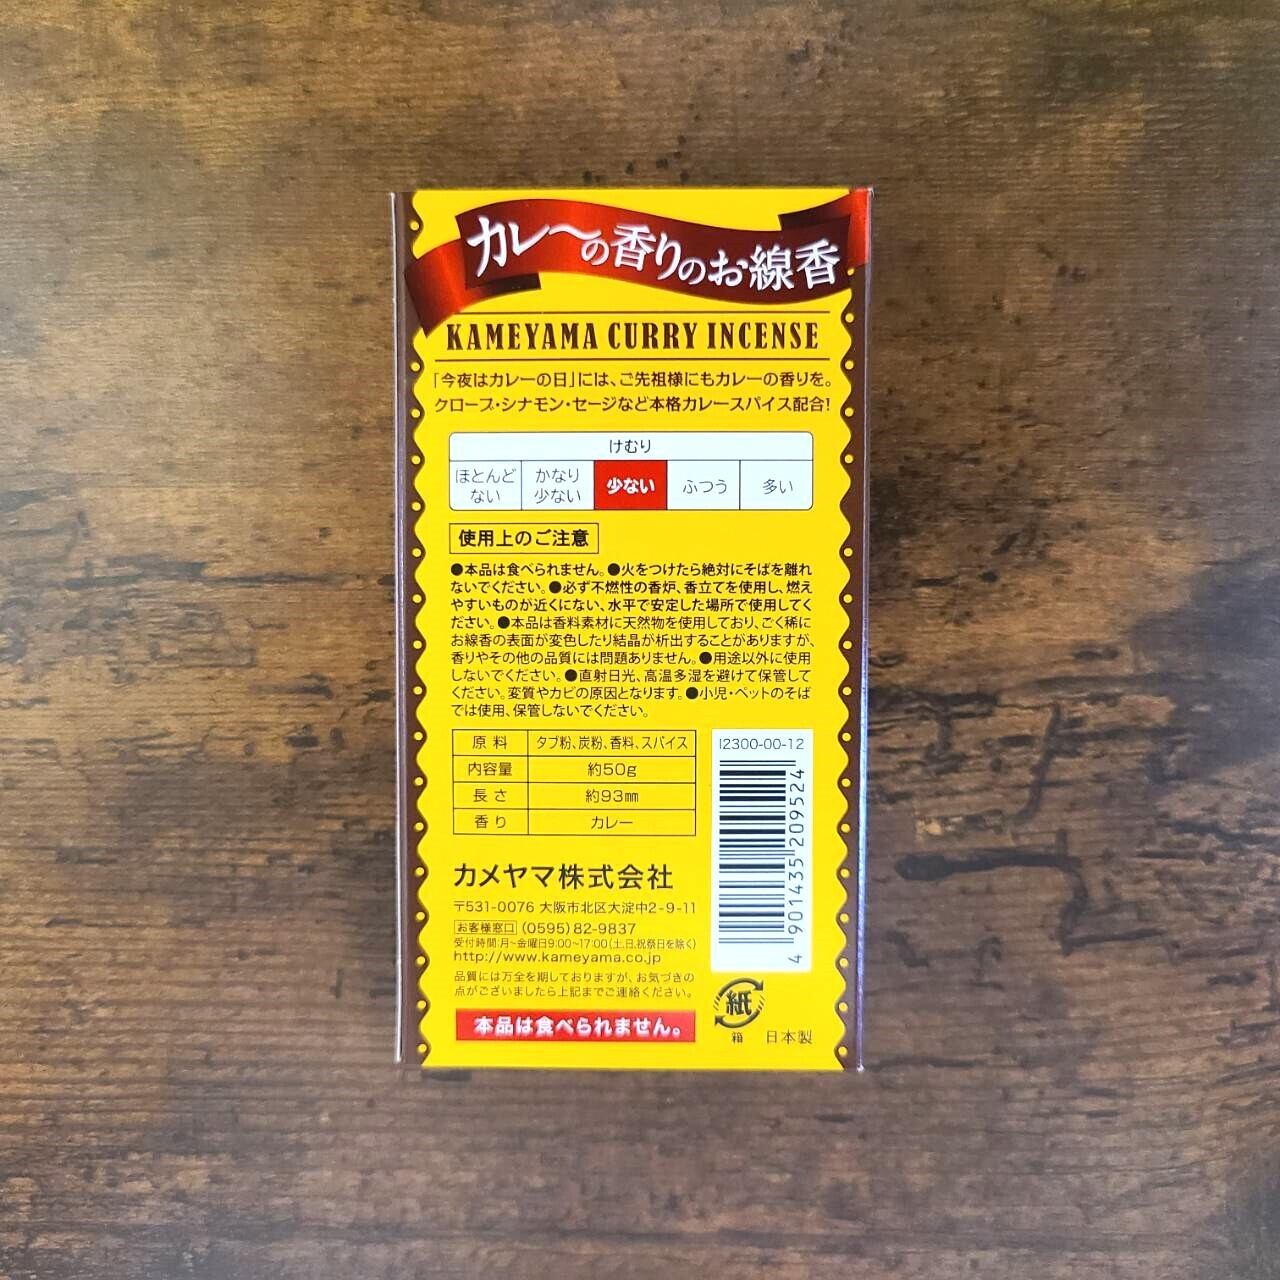 カレーの香りのお線香
KAMEYAMA CURRY INCENSE
「今夜はカレーの日」には、ご先祖様にもカレーの香りを。
クローブ・シナモン・セージなど本格カレースパイス配合!
けむり
ほとんど
ない
かなり
少ない
少ない
ふつう
多い
使用上のご注意
●本品は食べられません。●火をつけたら絶対にそばを離れ
ないでください。●必ず不燃性の香炉、香立てを使用し、燃え
やすいものが近くにない、水平で安定した場所で使用してく
ださい。●本品は香料素材に天然物を使用しており、ごく稀に
お線香の表面が変色したり結晶が析出することがありますが、
香りやその他の品質には問題ありません。●用途以外に使用
しないでください。●直射日光、高温多湿を避けて保管して
ください。変質やカビの原因となります。●小児・ペットのそば
では使用、保管しないでください。
原料 タブ粉、炭粉、香料、スパイス
内容量 約50g
長さ 約93mm
香り カレー
I2300-00-12
4 901435 209524
カメヤマ株式会社
〒531-0076 大阪市北区大淀中2-9-11
お客様窓口 (0595)82-9837
受付時間:月~金曜日9:00~17:00(土、日、祝祭日を除く)
http://www.kameyama.co.jp
品質には万全を期しておりますが、お気づきの
点がございましたら上記までご連絡ください。
本品は食べられません。
紙
箱
日本製